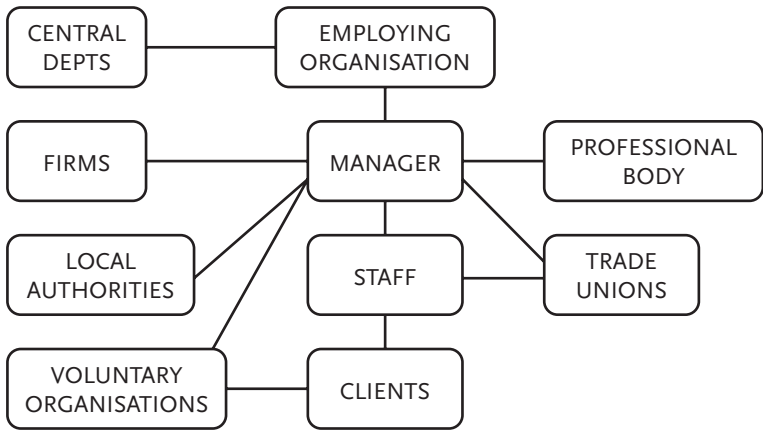 CENTRAL
DEPTS
EMPLOYING
ORGANISATION
FIRMS
MANAGER
PROFESSIONAL
BODY
LOCAL
AUTHORITIES
STAFF
TRADE
UNIONS
VOLUNTARY
ORGANISATIONS
CLIENTS